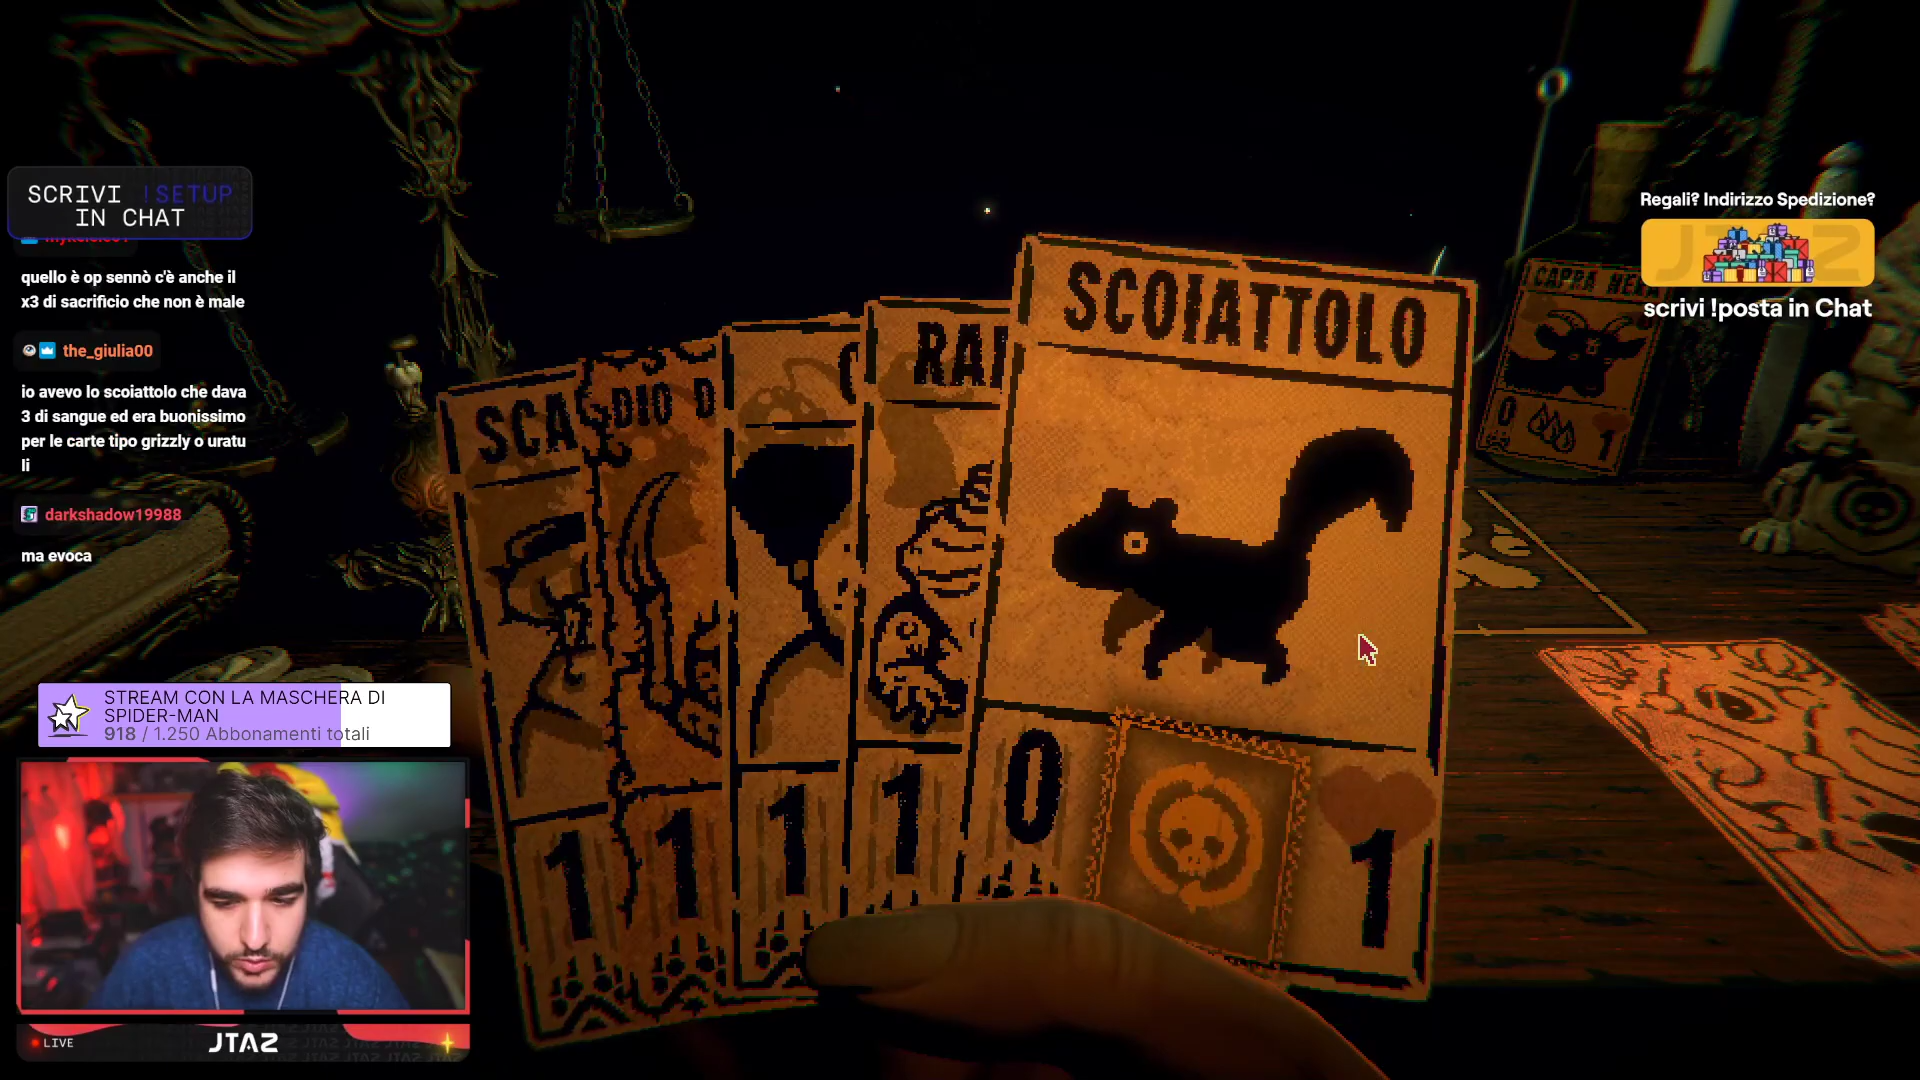 SCRIVI !SETUP
IN CHAT
quello è op sennò c'è anche il
x3 di sacrificio che non è male
the_giulia00
io avevo lo scoiattolo che dava
3 di sangue ed era buonissimo
per le carte tipo grizzly o uratu
li
darkshadow19988
ma evoca
STREAM CON LA MASCHERA DI
SPIDER-MAN
918 / 1.250 Abbonamenti totali
LIVE
JTAZ
SCA
DIO D
RA
SCOIATTOLO
1
1
1
1
0
1
CAPRA NE
0
1
Regali? Indirizzo Spedizione?
JTAZ
scrivi !posta in Chat